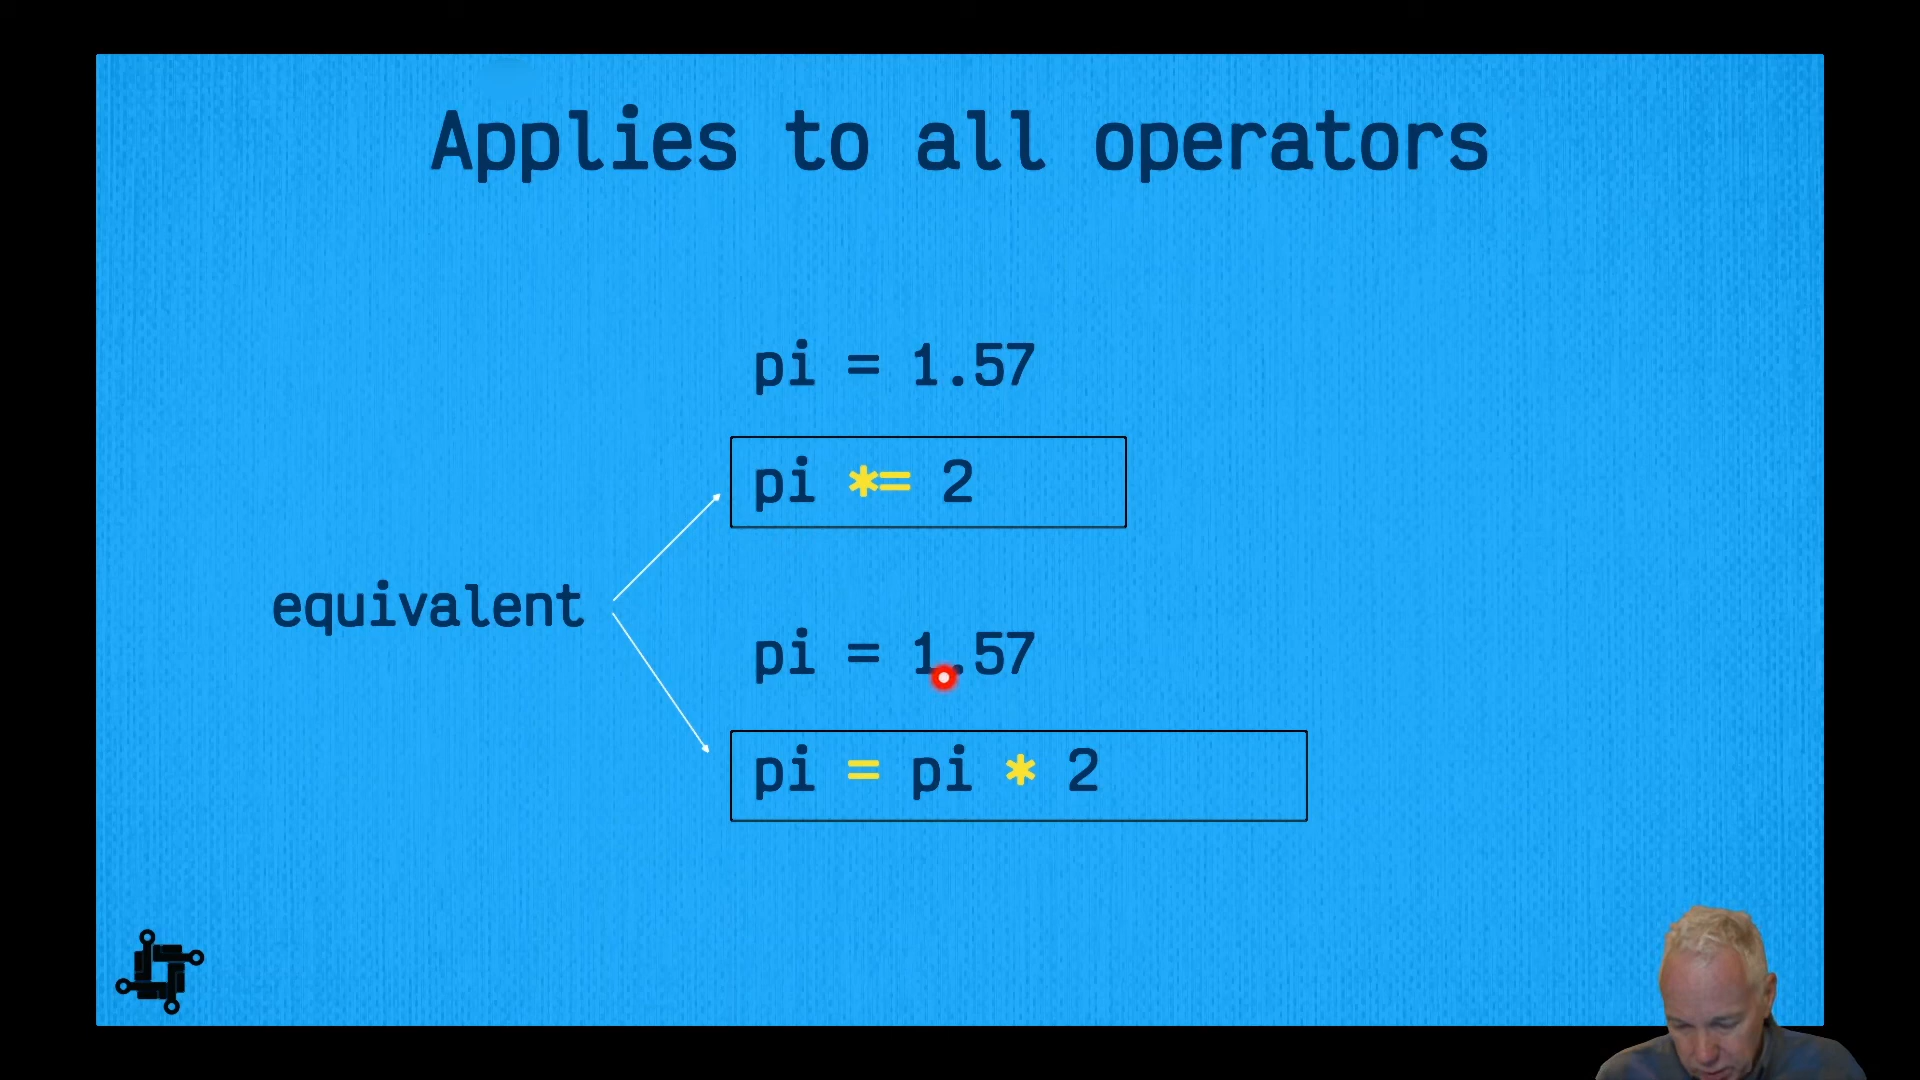 Applies to all operators
pi = 1.57
pi *= 2
equivalent
pi = 1.57
pi = pi * 2